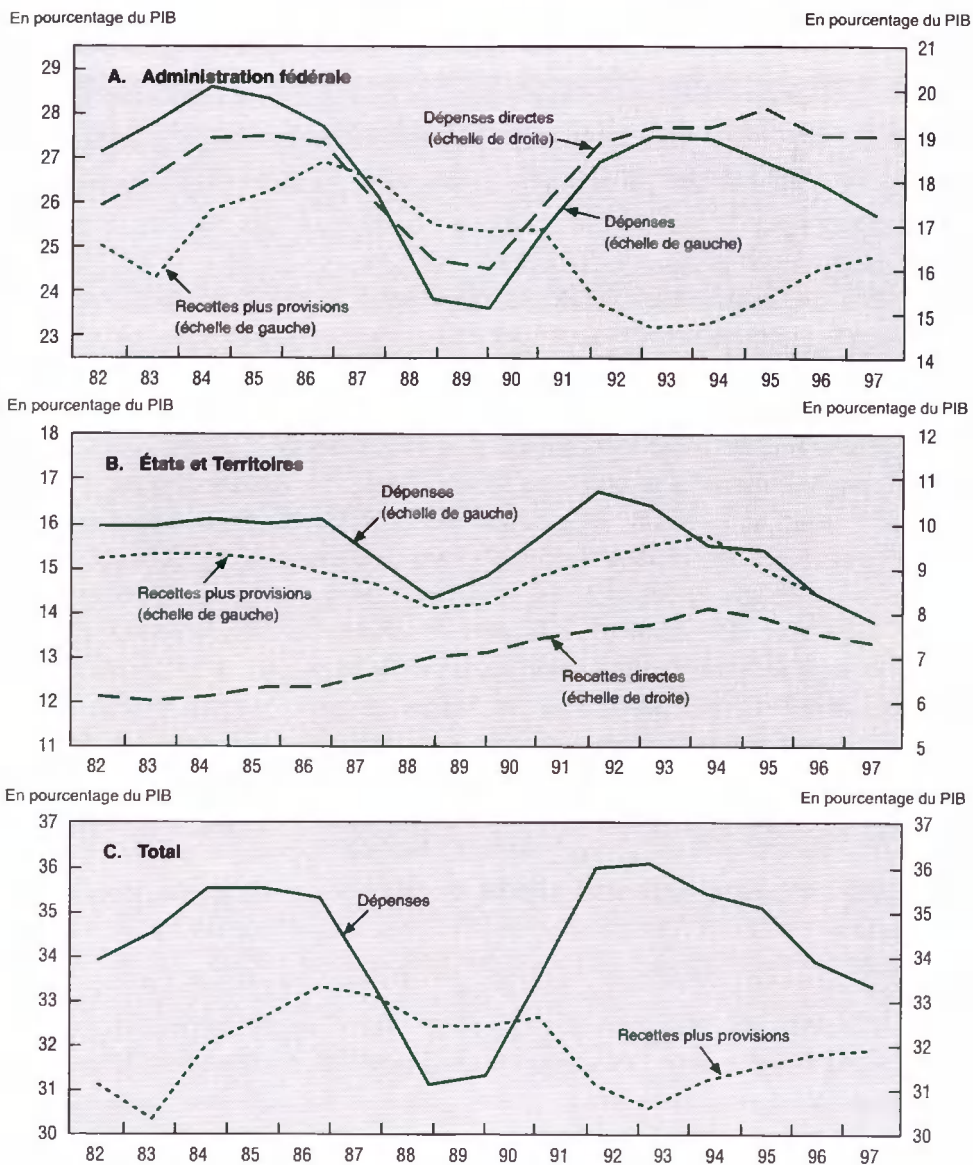 En pourcentage du PIB
En pourcentage du PIB
A. Administration fédérale
29
28
27
26
25
24
23
21
20
19
18
17
16
15
14
Dépenses directes
(échelle de droite)
Dépenses
(échelle de gauche)
Recettes plus provisions
(échelle de gauche)
82 83 84 85 86 87 88 89 90 91 92 93 94 95 96 97
En pourcentage du PIB
En pourcentage du PIB
B. États et Territoires
18
17
16
15
14
13
12
11
12
11
10
9
8
7
6
5
Dépenses
(échelle de gauche)
Recettes plus provisions
(échelle de gauche)
Recettes directes
(échelle de droite)
82 83 84 85 86 87 88 89 90 91 92 93 94 95 96 97
En pourcentage du PIB
En pourcentage du PIB
C. Total
37
36
35
34
33
32
31
30
37
36
35
34
33
32
31
30
Dépenses
Recettes plus provisions
82 83 84 85 86 87 88 89 90 91 92 93 94 95 96 97